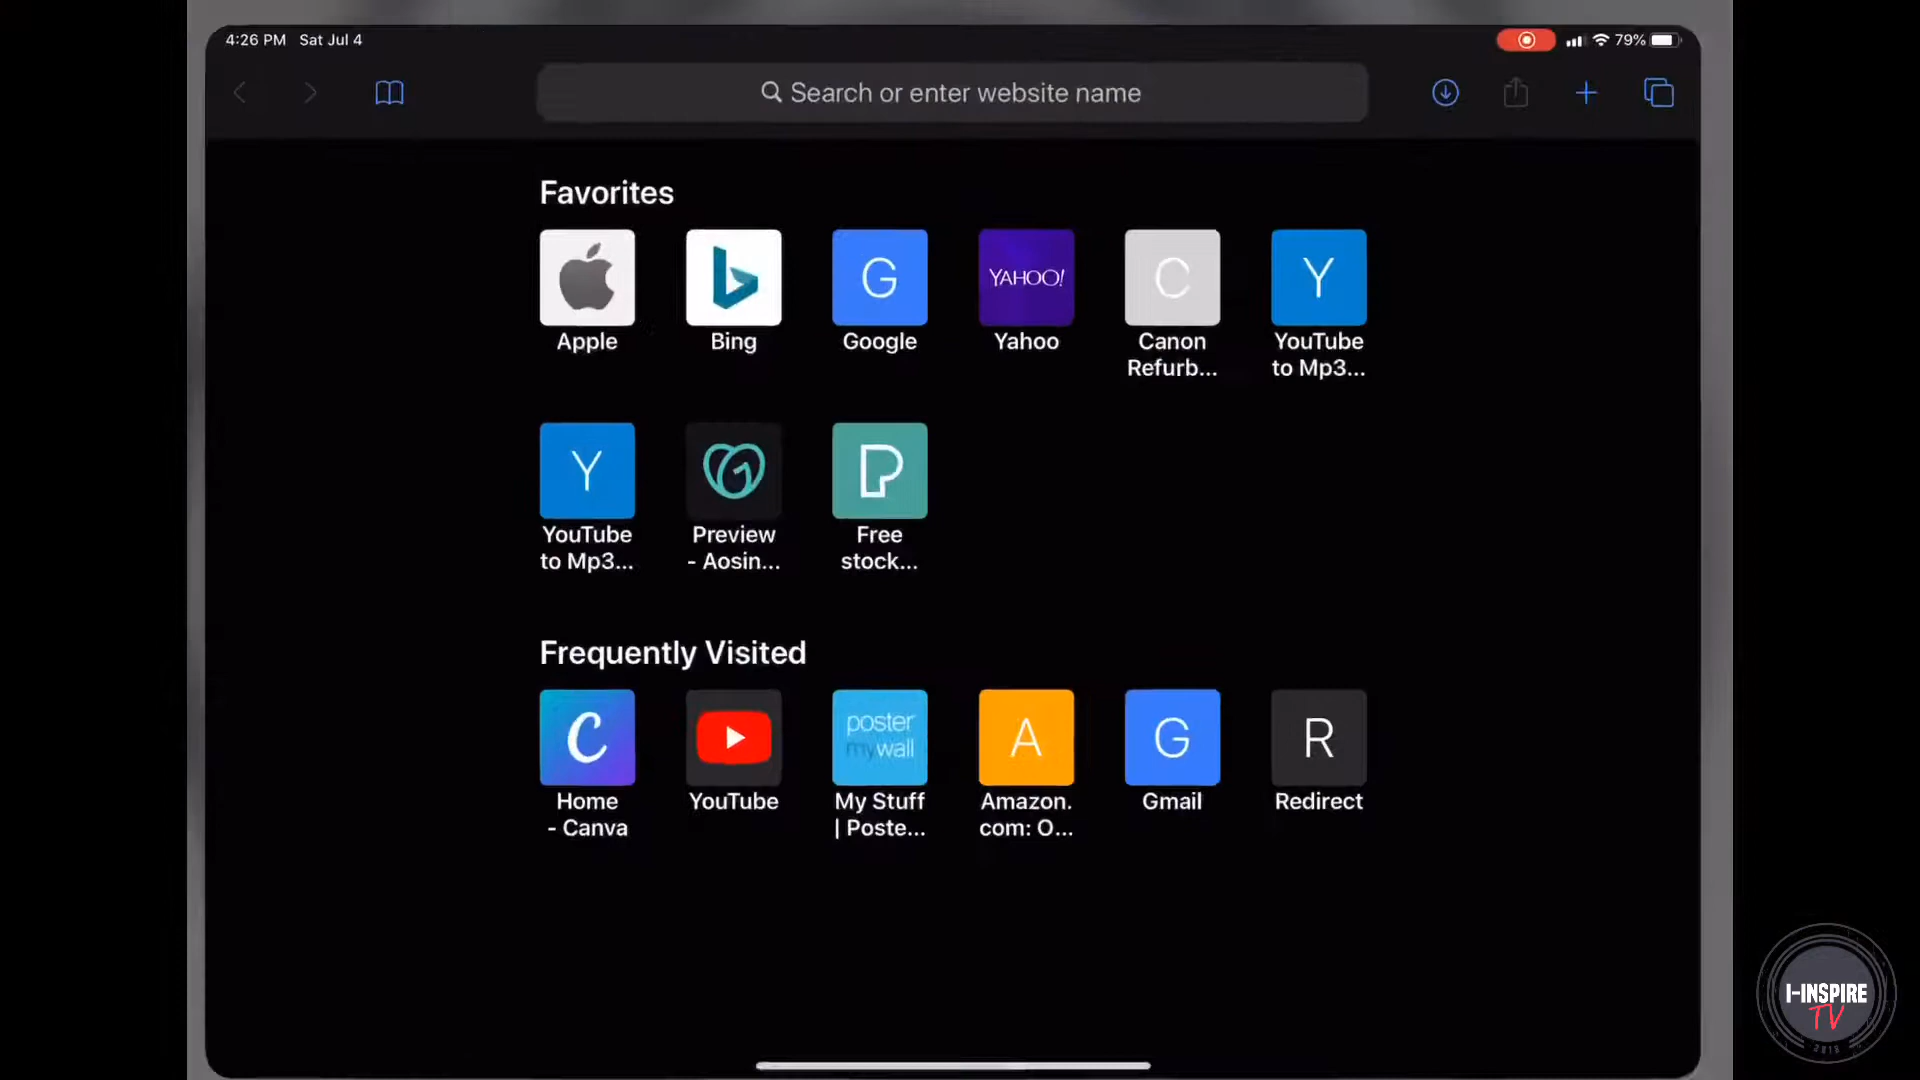 4:26 PM Sat Jul 4
79%
Search or enter website name
Favorites
YAHOO!
G
C
Y
Apple
Bing
Google
Yahoo
Canon
Refurb...
YouTube
to Mp3...
Y
YouTube
to Mp3...
Preview
- Aosin...
Free
stock...
Frequently Visited
C
poster
mywall
A
G
R
Home
- Canva
YouTube
My Stuff
| Poste...
Amazon.
com: O...
Gmail
Redirect
I-INSPIRE
TV
2019